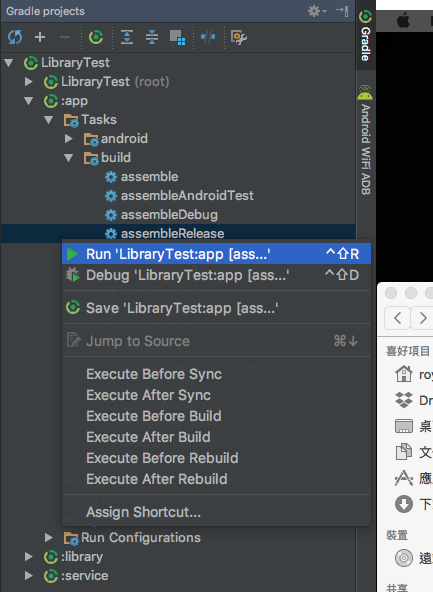 Gradle projects
LibraryTest
LibraryTest (root)
:app
Tasks
android
build
assemble
assembleAndroidTest
assembleDebug
assembleRelease
Run 'LibraryTest:app [ass...' ^⇧R
Debug 'LibraryTest:app [ass...' ^⇧D
Save 'LibraryTest:app [ass...'
Jump to Source ⌘↓
Execute Before Sync
Execute After Sync
Execute Before Build
Execute After Build
Execute Before Rebuild
Execute After Rebuild
Assign Shortcut...
Run Configurations
:library
:service
Gradle
Android WiFi ADB
喜好項目
roy
Dr
桌
文
應
下
裝置
遠
共享